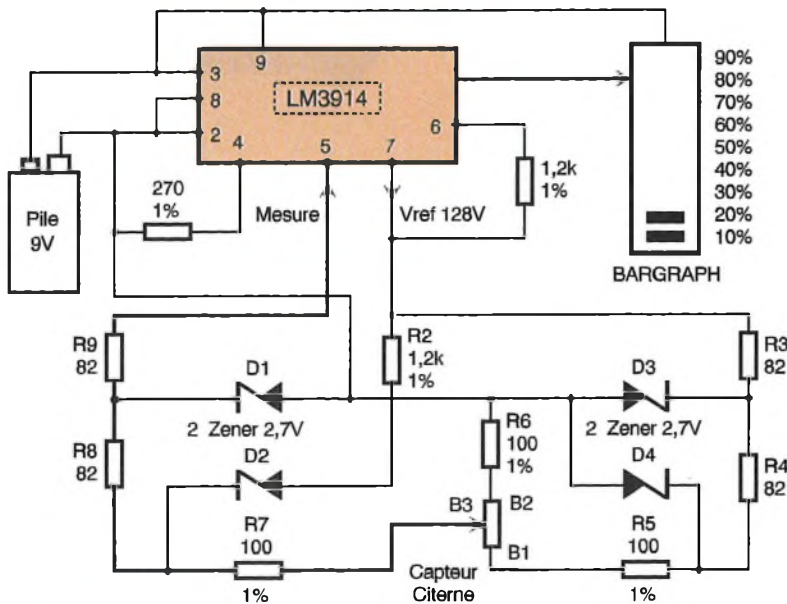 9
3
8
2
LM3914
6
4
5
7
270
1%
Mesure
Vref 128V
1,2k
1%
Pile
9V
90%
80%
70%
60%
50%
40%
30%
20%
10%
BARGRAPH
R9
82
D1
R2
1,2k
1%
D3
R3
82
2 Zener 2,7V
R6
100
1%
2 Zener 2,7V
R8
82
D2
D4
R4
82
B3
B2
B1
R7
100
1%
R5
100
1%
Capteur
Citerne